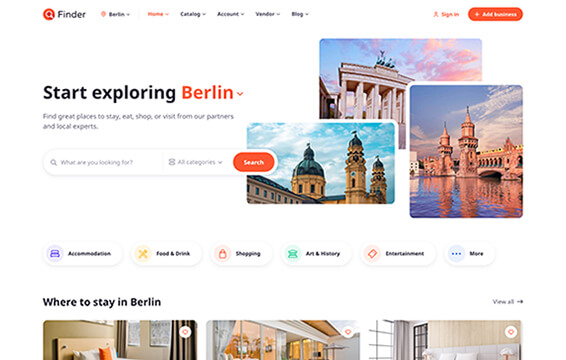 Finder
Berlin
Home
Catalog
Account
Vendor
Blog
Sign in
+ Add business
Start exploring Berlin
Find great places to stay, eat, shop, or visit from our partners
and local experts.
What are you looking for?
All categories
Search
Accommodation
Food & Drink
Shopping
Art & History
Entertainment
More
Where to stay in Berlin
View all